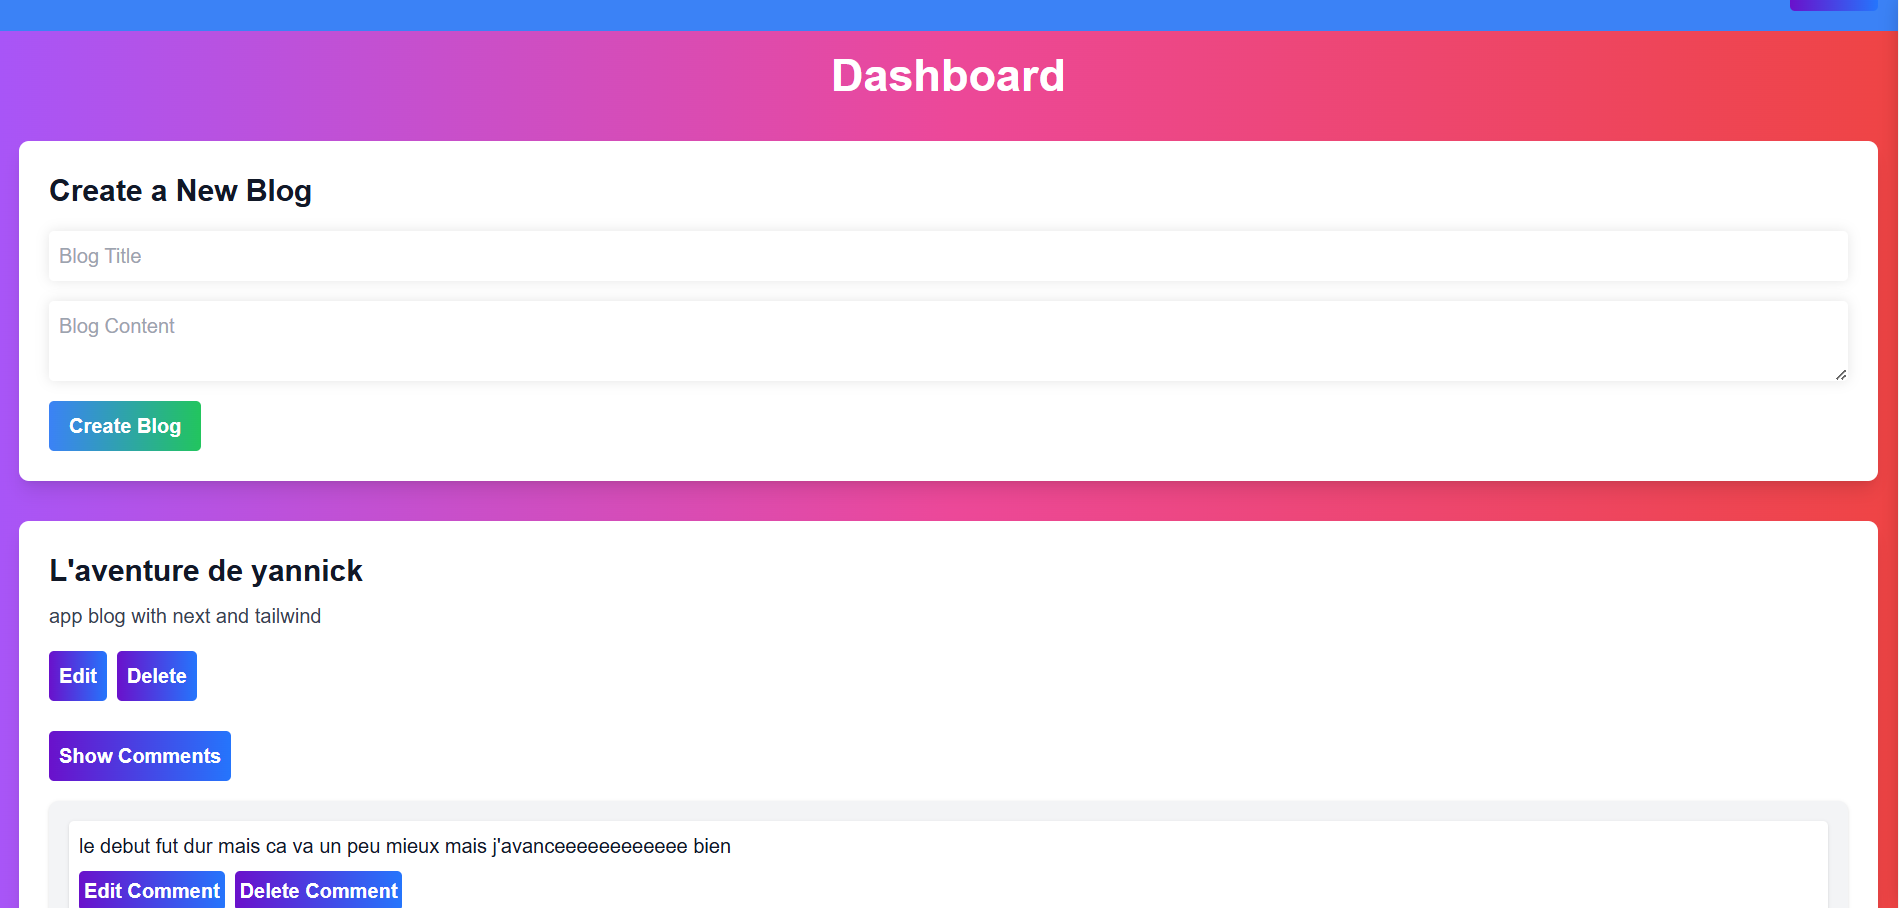 Dashboard
Create a New Blog
Blog Title
Blog Content
Create Blog
L'aventure de yannick
app blog with next and tailwind
Edit Delete
Show Comments
le debut fut dur mais ca va un peu mieux mais j'avanceeeeeeeeeeee bien
Edit Comment Delete Comment